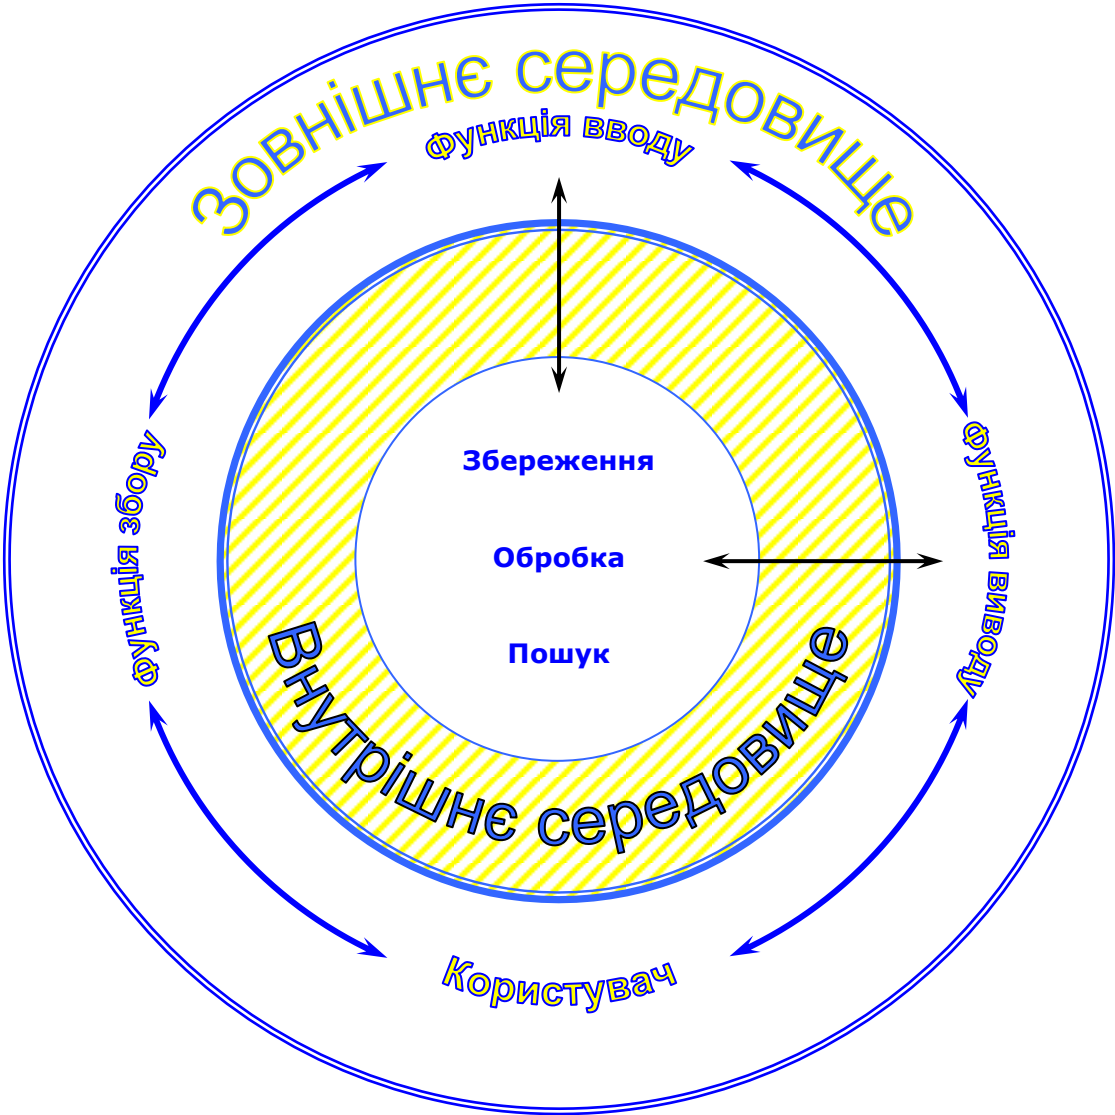 Зовнішнє середовище
Функція вводу
Функція збору
Функція виводу
Збереження
Обробка
Пошук
Внутрішнє середовище
Користувач